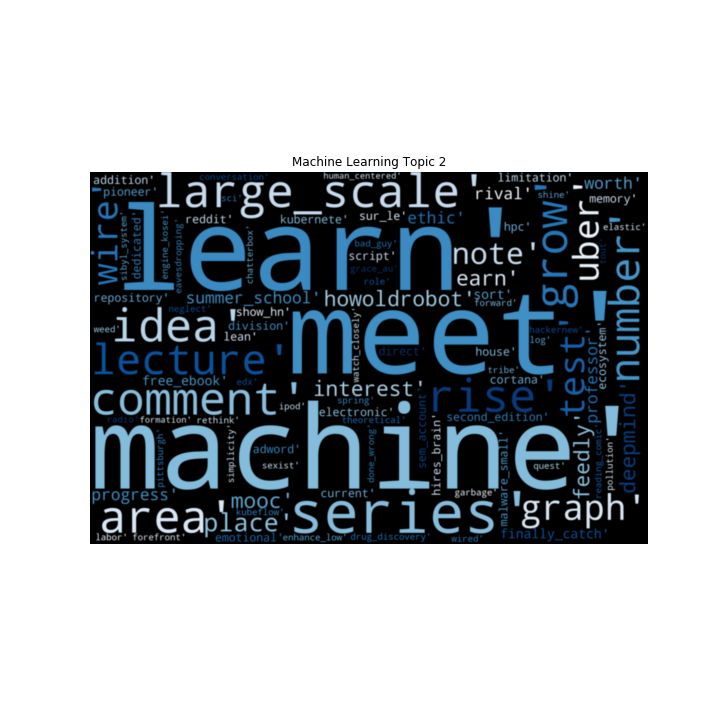 Machine Learning Topic 2
addition'
conversation'
human_centered'
limitation'
worth'
pioneer'
large_scale'
sci'
rival'
shine'
memory'
wire'
sibyl_system'
dedicated'
learn'
engine_kosei'
eavesdropping'
reddit'
chatterbox'
kubernete'
sur_le'
ethic'
hpc'
grow'
uber'
tout'
elastic'
bad_guy'
script'
grace_au'
role'
note'
earn'
number'
repository'
summer_school'
howoldrobot'
sort'
forward'
neglect'
show_hn'
weed'
idea'
division'
lean'
meet'
hackernew'
log'
ecosystem'
lecture'
watch_closely'
direct'
house'
tribe'
cortana'
test'
professor'
free_ebook'
edx'
comment'
interest'
rise'
spring'
ipod'
electronic'
theoretical'
second_edition'
radio'
formation'
rethink'
machine'
pittsburgh'
simplicity'
adword'
sexist'
done_wrong'
sem_account'
hires_brain'
malware_small'
quest'
feedly'
reading_comic'
pollution'
deepmind'
progress'
mooc'
current'
garbage'
area'
place'
kubeflow'
series'
graph'
labor'
forefront'
emotional'
enhance_low'
drug_discovery'
wired'
finally_catch'